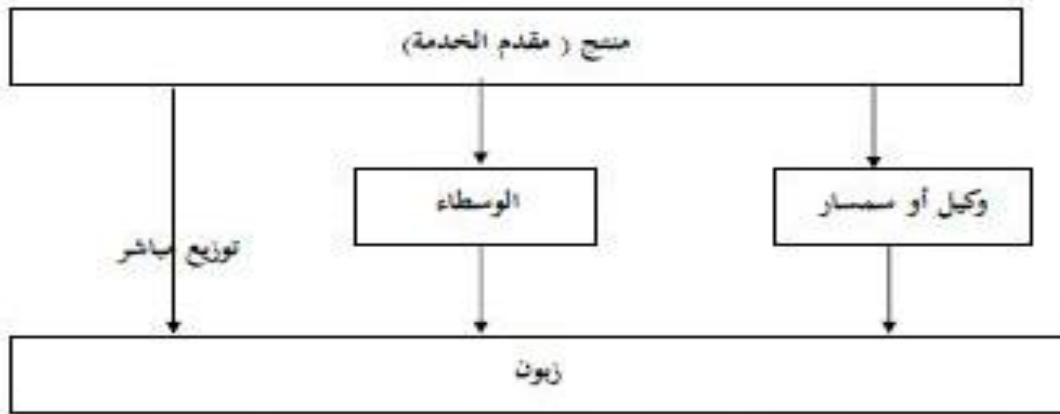 منتج ( مقدم الخدمة)
وكيل أو سمسار
الوسطاء
توزيع مباشر
زبون